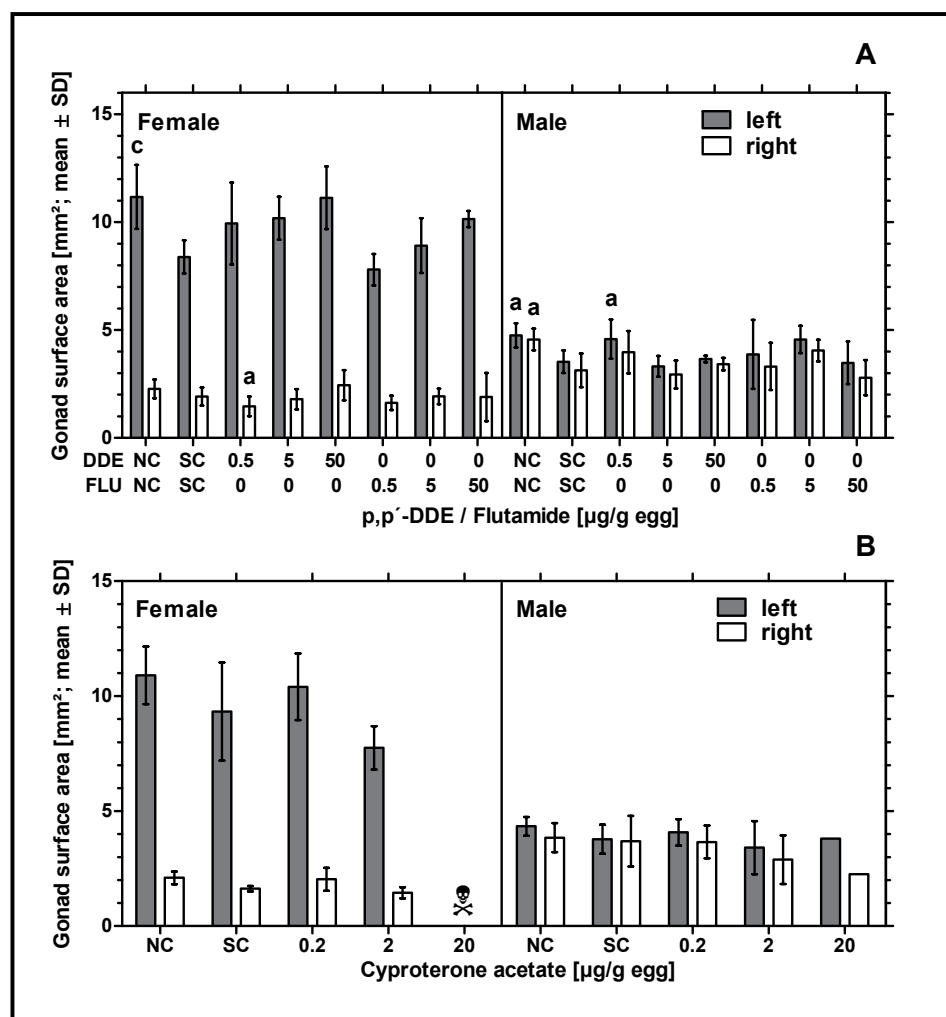 A
Gonad surface area [mm²; mean ± SD]
15
10
5
0
Female
Male
left
right
c
a
a a
a
DDE NC SC 0.5 5 50 0 0 0 NC SC 0.5 5 50 0 0 0
FLU NC SC 0 0 0 0.5 5 50 NC SC 0 0 0 0.5 5 50
p,p´-DDE / Flutamide [µg/g egg]
B
Gonad surface area [mm²; mean ± SD]
15
10
5
0
Female
Male
left
right
NC SC 0.2 2 20 NC SC 0.2 2 20
Cyproterone acetate [µg/g egg]